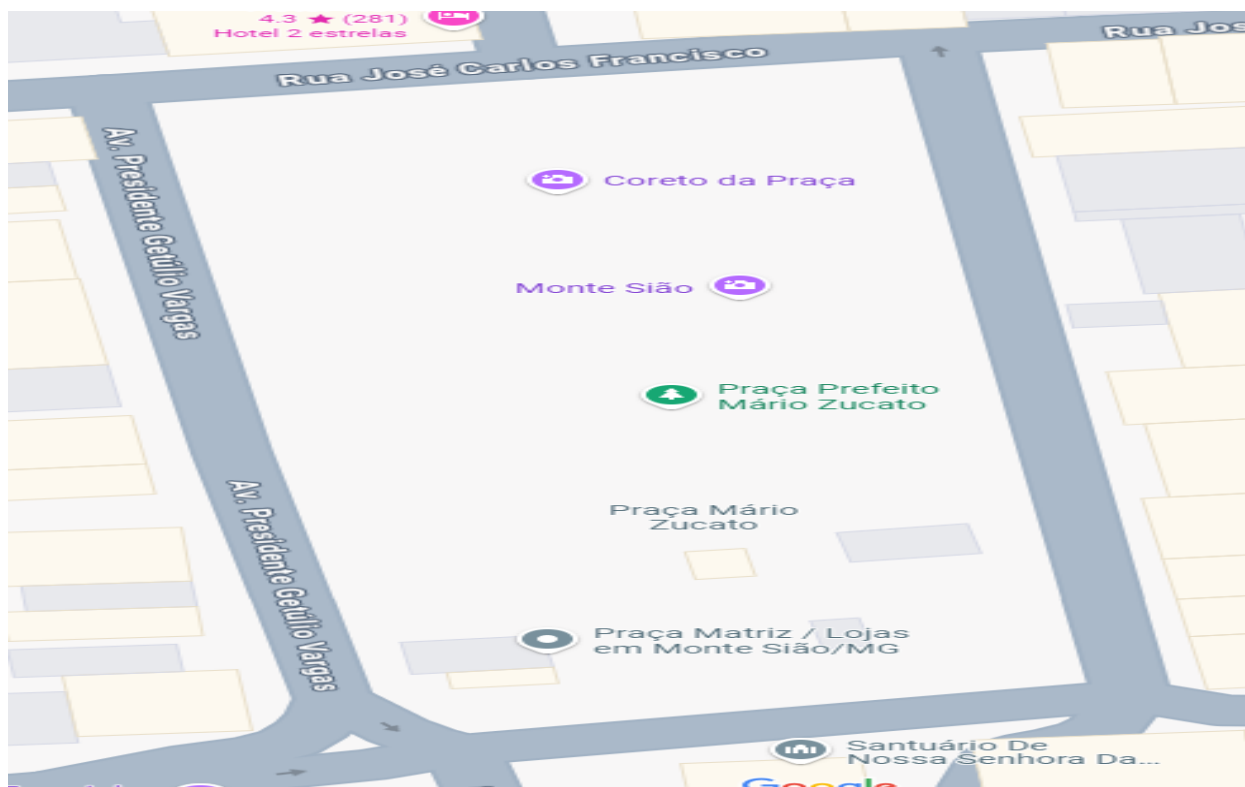 4.3 ★ (281)
Hotel 2 estrelas
Rua José Carlos Francisco
Rua Jos
Av. Presidente Getúlio Vargas
Coreto da Praça
Monte Sião
Praça Prefeito
Mário Zucato
Av. Presidente Getúlio Vargas
Praça Mário
Zucato
Praça Matriz / Lojas
em Monte Sião/MG
Santuário De
Nossa Senhora Da...
Google